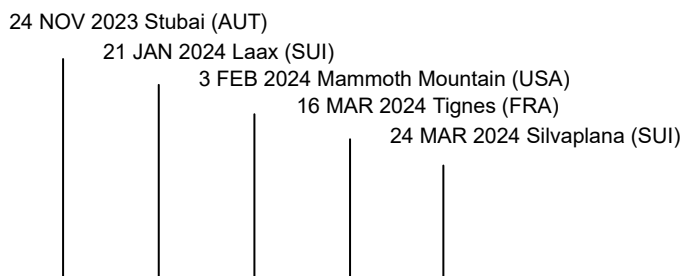 24 NOV 2023 Stubai (AUT)
21 JAN 2024 Laax (SUI)
3 FEB 2024 Mammoth Mountain (USA)
16 MAR 2024 Tignes (FRA)
24 MAR 2024 Silvaplana (SUI)